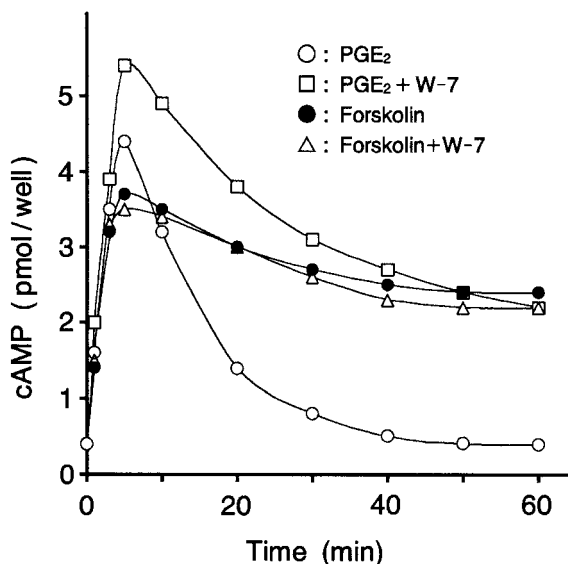 ○ : PGE₂
□ : PGE₂ + W-7
● : Forskolin
△ : Forskolin+W-7
cAMP ( pmol / well )
5
4
3
2
1
0
0 20 40 60
Time (min)